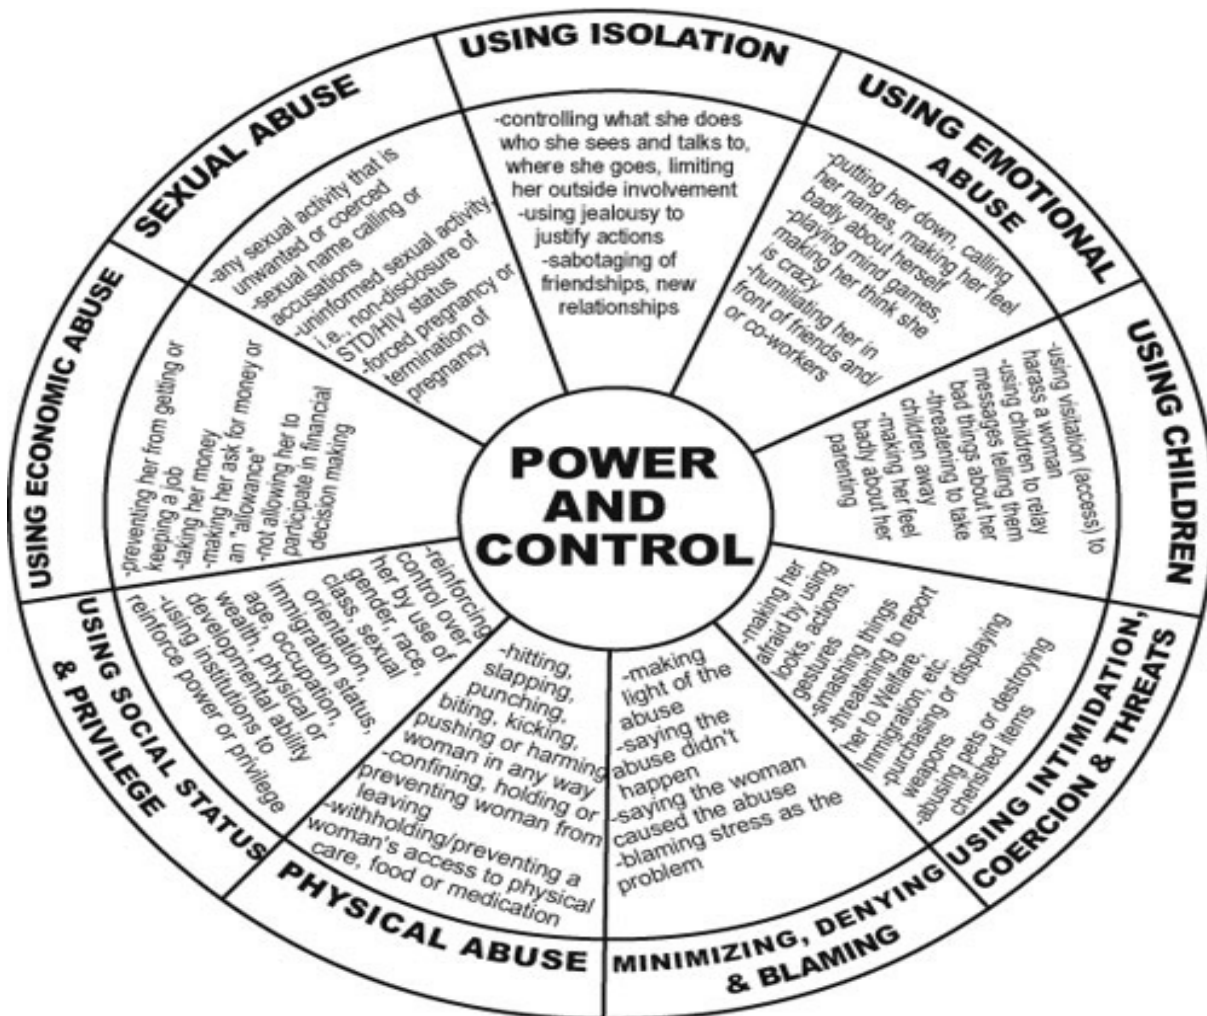 POWER
AND
CONTROL
USING ISOLATION
-controlling what she does
who she sees and talks to,
where she goes, limiting
her outside involvement
-using jealousy to
justify actions
-sabotaging of
friendships, new
relationships
USING EMOTIONAL
ABUSE
-putting her down, calling
her names, making her feel
badly about herself
-playing mind games,
making her think she
is crazy
-humiliating her in
front of friends and/
or co-workers
USING CHILDREN
-using visitation (access) to
harass a woman
-using children to relay
messages telling them
bad things about her
-threatening to take
children away
-making her feel
badly about her
parenting
USING INTIMIDATION,
COERCION & THREATS
-making her
afraid by using
looks, actions,
gestures
-smashing things
-threatening to report
her to Welfare,
Immigration, etc.
-purchasing or displaying
weapons
-abusing pets or destroying
cherished items
MINIMIZING, DENYING
& BLAMING
-making
light of the
abuse
-saying the
abuse didn't
happen
-saying the woman
caused the abuse
-blaming stress as the
problem
PHYSICAL ABUSE
-hitting,
slapping,
punching,
biting, kicking,
pushing or harming
woman in any way
-confining, holding or
preventing woman from
leaving
-withholding/preventing a
woman's access to physical
care, food or medication
USING SOCIAL STATUS
& PRIVILEGE
-reinforcing
control over
her by use of
gender, race,
class, sexual
orientation,
immigration status,
age, occupation,
wealth, physical or
developmental ability
-using institutions to
reinforce power or privilege
USING ECONOMIC ABUSE
-preventing her from getting or
keeping a job
-taking her money
-making her ask for money or
an "allowance"
-not allowing her to
participate in financial
decision making
SEXUAL ABUSE
-any sexual activity that is
unwanted or coerced
-sexual name calling or
accusations
-uninformed sexual activity,
i.e., non-disclosure of
STD/HIV status
-forced pregnancy or
termination of
pregnancy